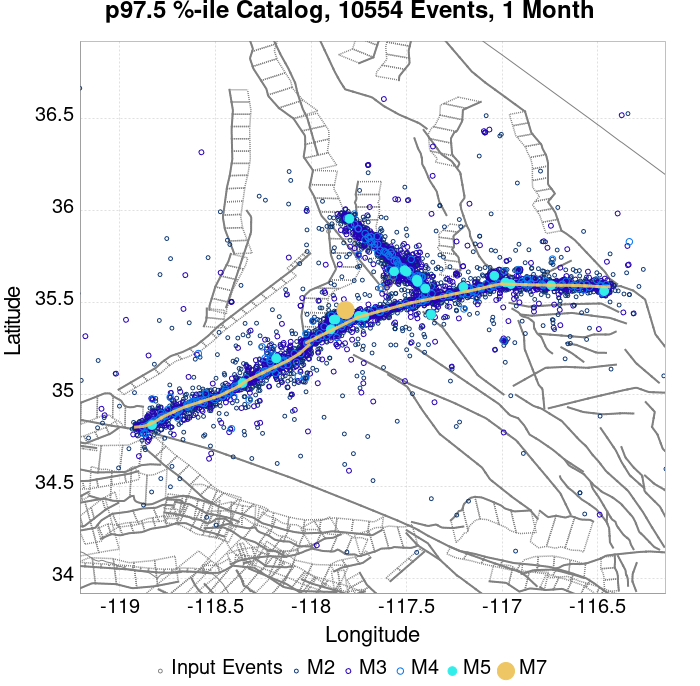 p97.5 %-ile Catalog, 10554 Events, 1 Month
36.5
36
35.5
35
34.5
34
Latitude
-119 -118.5 -118 -117.5 -117 -116.5
Longitude
Input Events M2 M3 M4 M5 M7